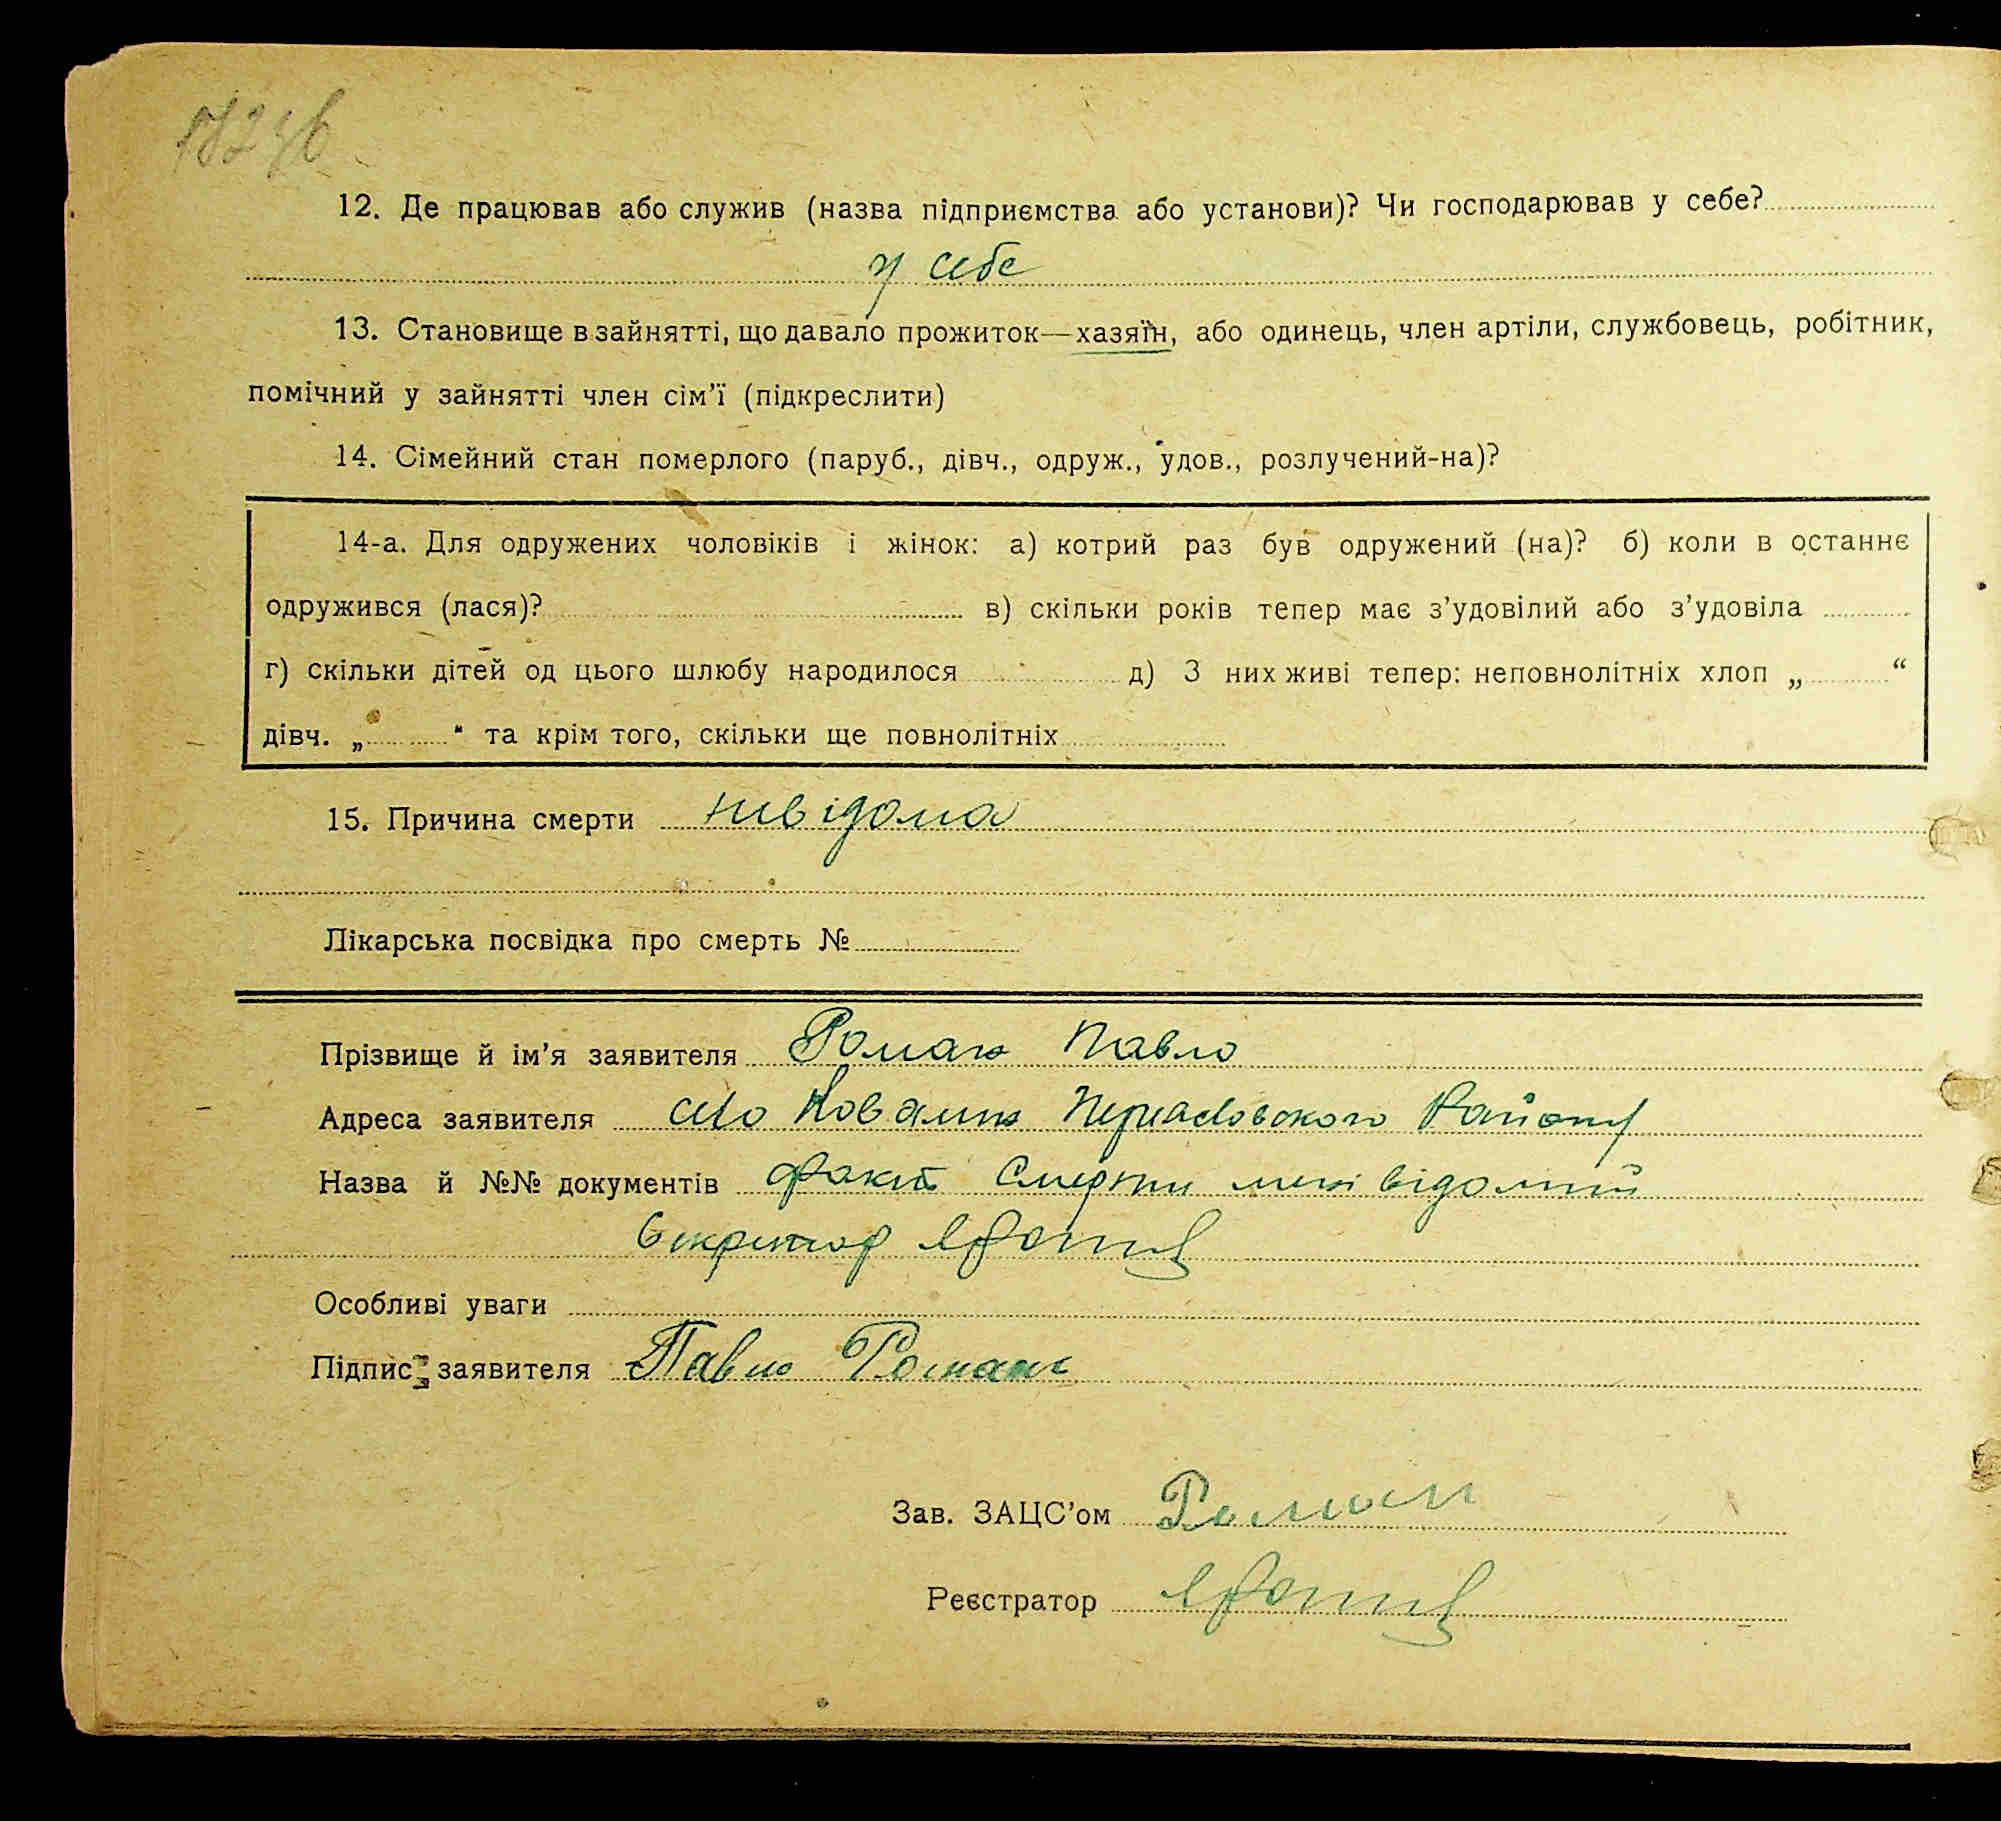 12. Де працював або служив (назва підприємства або установи)? Чи господарював у себе?
у себе
13. Становище в зайнятті, що давало прожиток—хазяїн, або одинець, член артіли, службовець, робітник,
помічний у зайнятті член сім’ї (підкреслити)
14. Сімейний стан померлого (паруб., дівч., одруж., удов., розлучений-на)?
14-а. Для одружених чоловіків і жінок: а) котрий раз був одружений (на)? б) коли в останнє
одружився (лася)? в) скільки років тепер має з’удовілий або з’удовіла
г) скільки дітей од цього шлюбу народилося д) З них живі тепер: неповнолітніх хлоп „ “
дівч. „ “ та крім того, скільки ще повнолітніх
15. Причина смерти невідома
Лікарська посвідка про смерть №
Прізвище й ім’я заявителя Роман Павло
Адреса заявителя село Ковалин Переяславського Району
Назва й №№ документів Факт Смерти мені відомий
Секретар
Особливі уваги
Підпис заявителя Павло Роман
Зав. ЗАЦС’ом Роман
Реєстратор